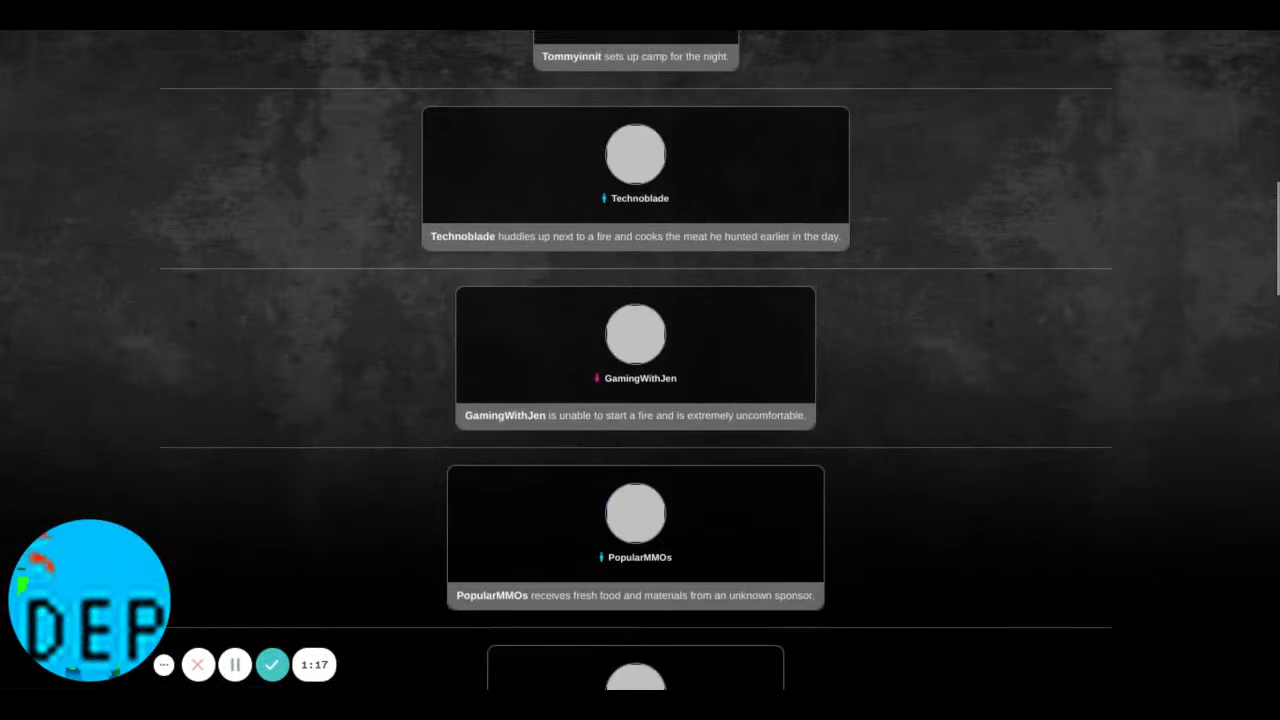 Tommyinnit sets up camp for the night.
Technoblade
Technoblade huddles up next to a fire and cooks the meat he hunted earlier in the day.
GamingWithJen
GamingWithJen is unable to start a fire and is extremely uncomfortable.
PopularMMOs
PopularMMOs receives fresh food and materials from an unknown sponsor.
DEP
1:17